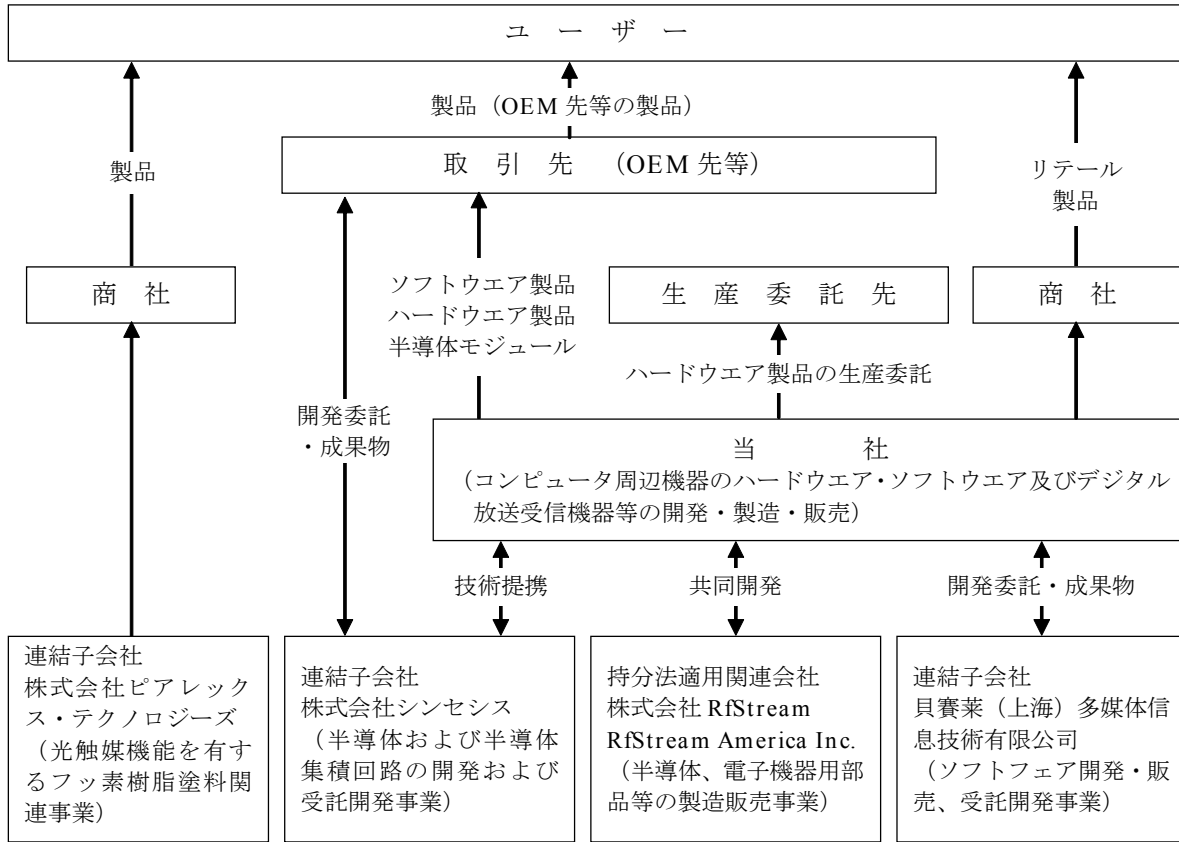 ユーザー
製品（OEM 先等の製品）
取引先（OEM 先等）
製品
リテール
製品
商社
ソフトウエア製品
ハードウエア製品
半導体モジュール
生産委託先
商社
ハードウエア製品の生産委託
開発委託
・成果物
当社
（コンピュータ周辺機器のハードウエア・ソフトウエア及びデジタル
放送受信機器等の開発・製造・販売）
技術提携
共同開発
開発委託・成果物
連結子会社
株式会社ピアレック
ス・テクノロジーズ
（光触媒機能を有す
るフッ素樹脂塗料関
連事業）
連結子会社
株式会社シンセシス
（半導体および半導体
集積回路の開発および
受託開発事業）
持分法適用関連会社
株式会社 RfStream
RfStream America Inc.
（半導体、電子機器用部
品等の製造販売事業）
連結子会社
貝賽莱（上海）多媒体信
息技術有限公司
（ソフトフェア開発・販
売、受託開発事業）